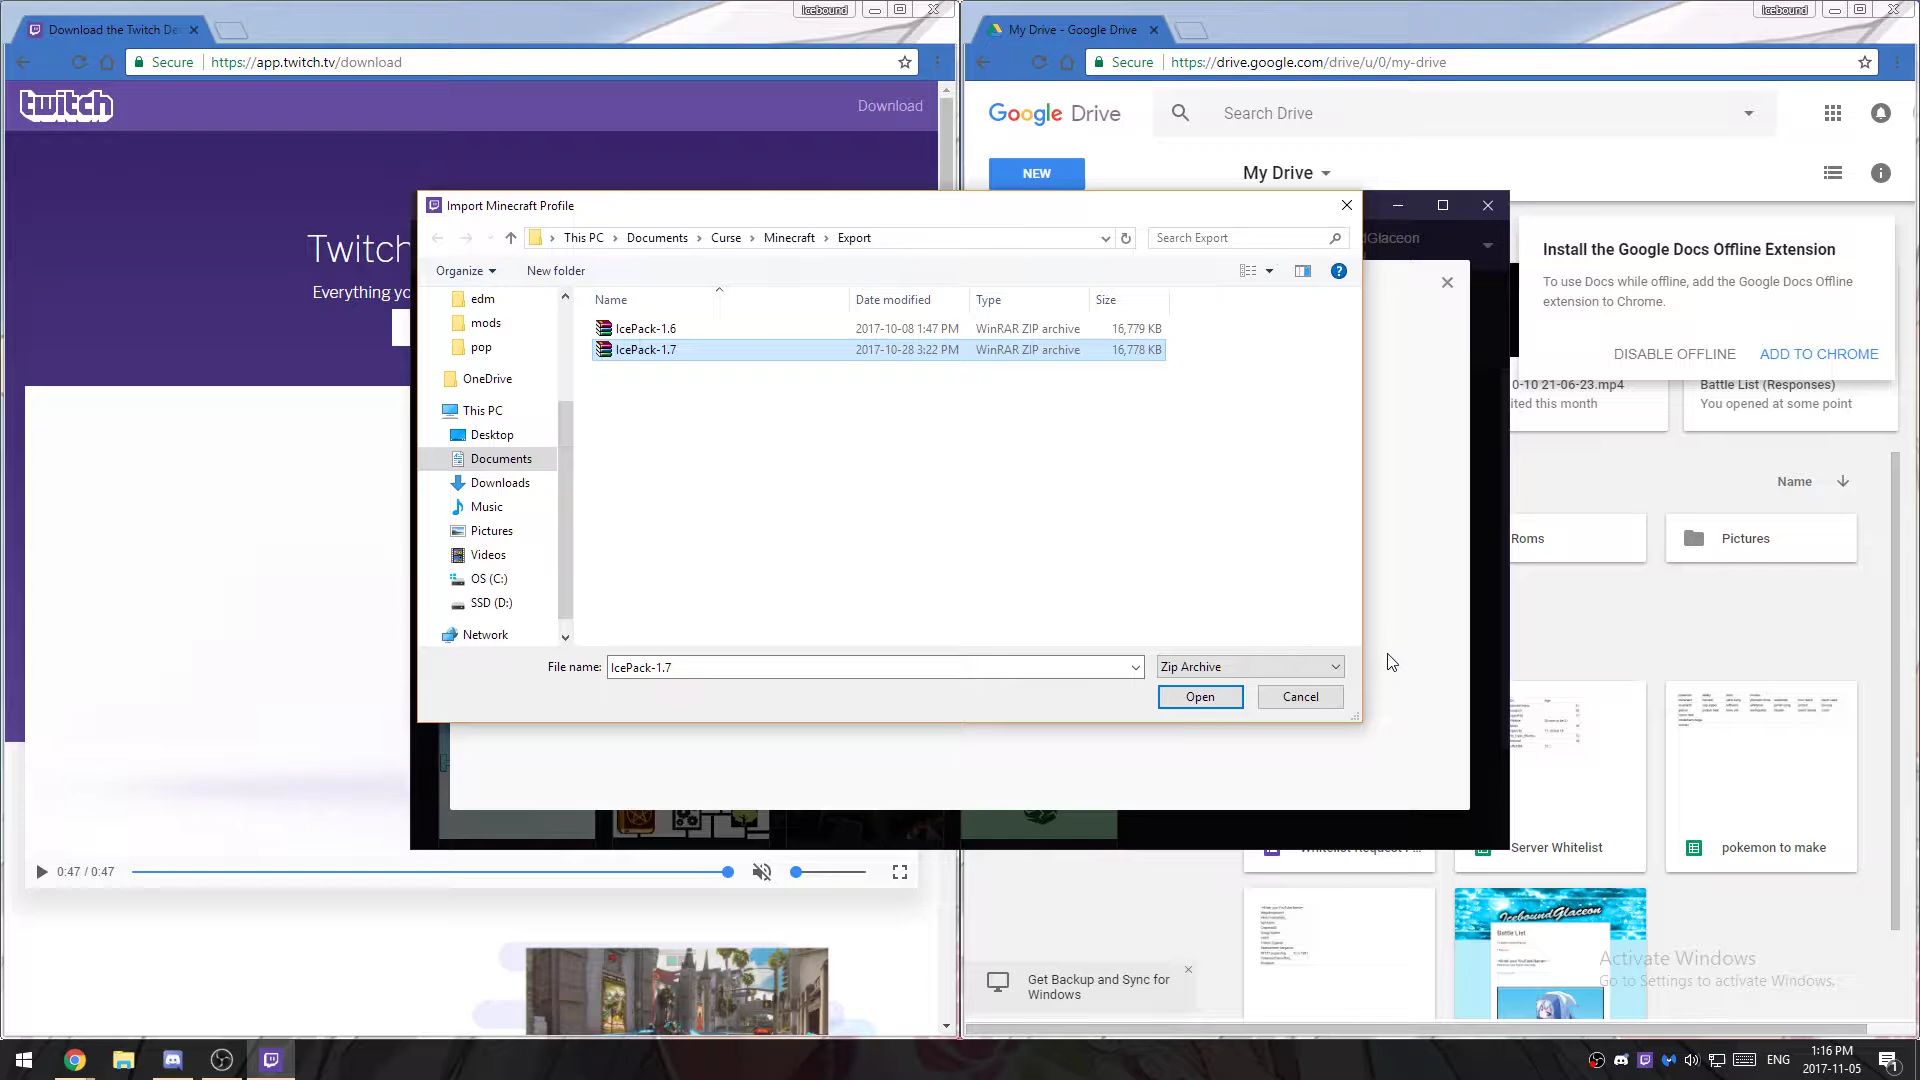 Icebound
Download the Twitch De
Secure
https://app.twitch.tv/download
twitch
Download
Twitch
Everything yo
0:47 / 0:47
Icebound
My Drive - Google Drive
Secure
https://drive.google.com/drive/u/0/my-drive
Google Drive
Search Drive
NEW
My Drive
Install the Google Docs Offline Extension
To use Docs while offline, add the Google Docs Offline
extension to Chrome.
DISABLE OFFLINE
ADD TO CHROME
0-10 21-06-23.mp4
ited this month
Battle List (Responses)
You opened at some point
Name
Roms
Pictures
Server Whitelist
pokemon to make
IceboundGlaceon
Battle List
Get Backup and Sync for
Windows
Activate Windows
Go to Settings to activate Windows.
dGlaceon
Import Minecraft Profile
This PC
Documents
Curse
Minecraft
Export
Search Export
Organize
New folder
edm
mods
pop
OneDrive
This PC
Desktop
Documents
Downloads
Music
Pictures
Videos
OS (C:)
SSD (D:)
Network
Name
Date modified
Type
Size
IcePack-1.6
2017-10-08 1:47 PM
WinRAR ZIP archive
16,779 KB
IcePack-1.7
2017-10-28 3:22 PM
WinRAR ZIP archive
16,778 KB
File name:
IcePack-1.7
Zip Archive
Open
Cancel
ENG
1:16 PM
2017-11-05
1